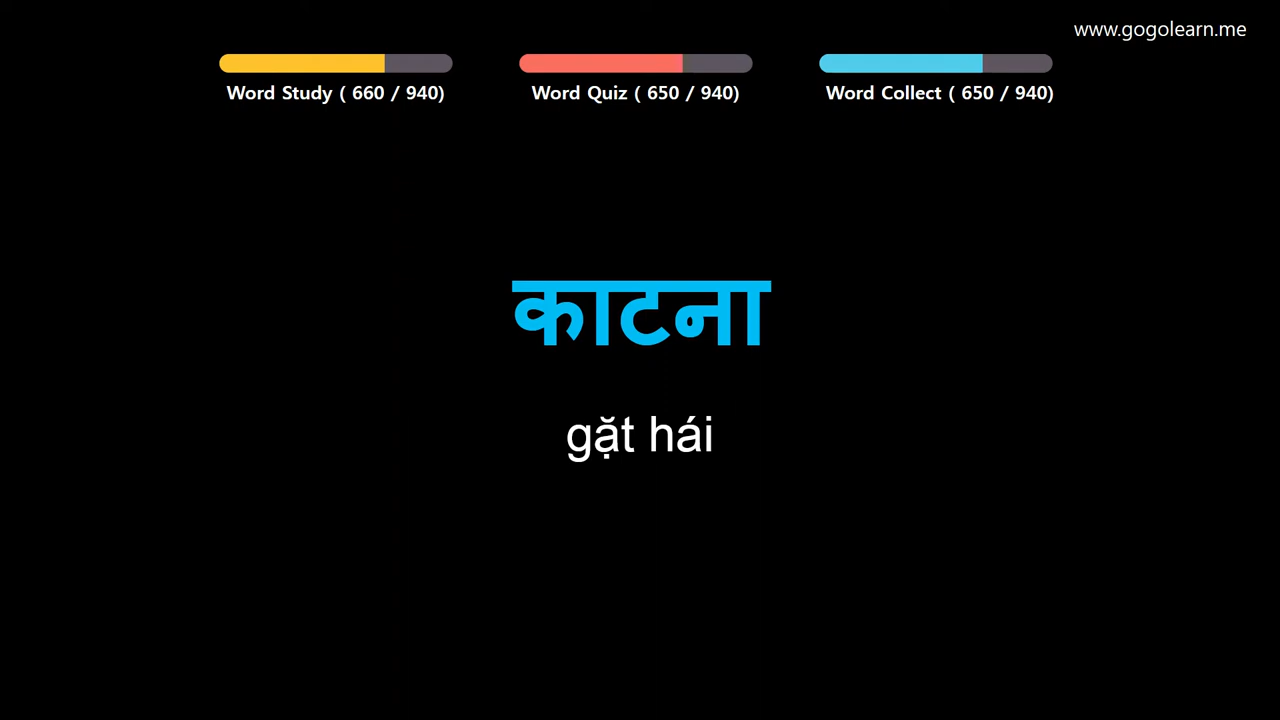 www.gogolearn.me
Word Study ( 660 / 940)
Word Quiz ( 650 / 940)
Word Collect ( 650 / 940)
काटना
gặt hái